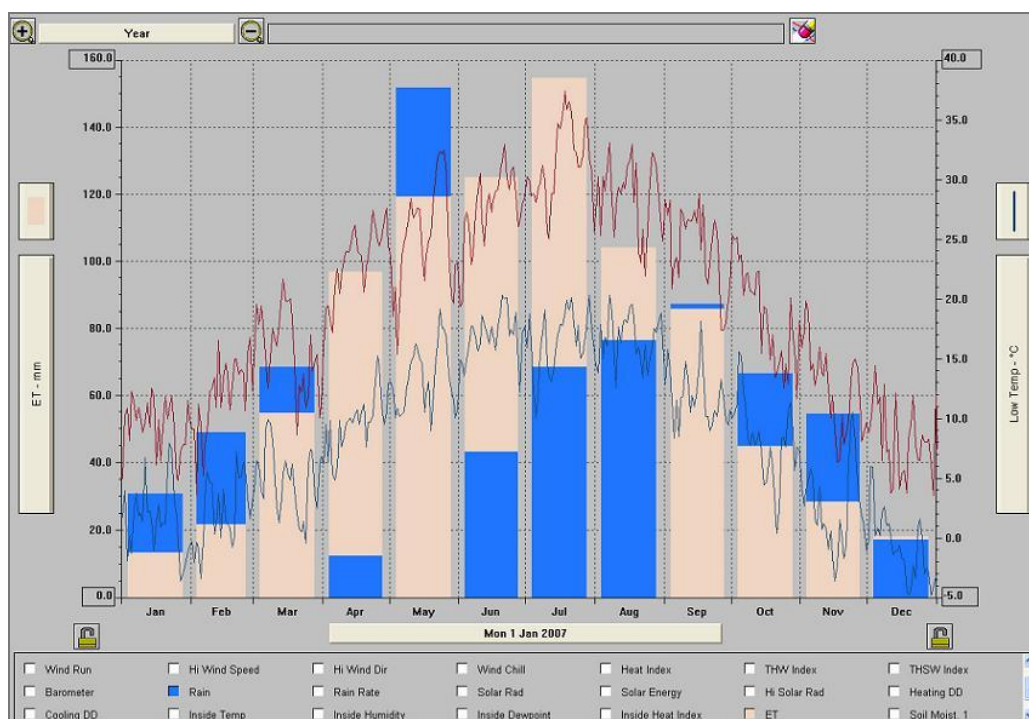 Year
160.0
140.0
120.0
100.0
80.0
60.0
40.0
20.0
0.0
ET - mm
40.0
35.0
30.0
25.0
20.0
15.0
10.0
5.0
0.0
-5.0
Low Temp - °C
Jan Feb Mar Apr May Jun Jul Aug Sep Oct Nov Dec
Mon 1 Jan 2007
Wind Run Hi Wind Speed Hi Wind Dir Wind Chill Heat Index THW Index THSW Index
Barometer Rain Rain Rate Solar Rad Solar Energy Hi Solar Rad Heating DD
Cooling DD Inside Temp Inside Humidity Inside Dewpoint Inside Heat Index ET Soil Moist. 1